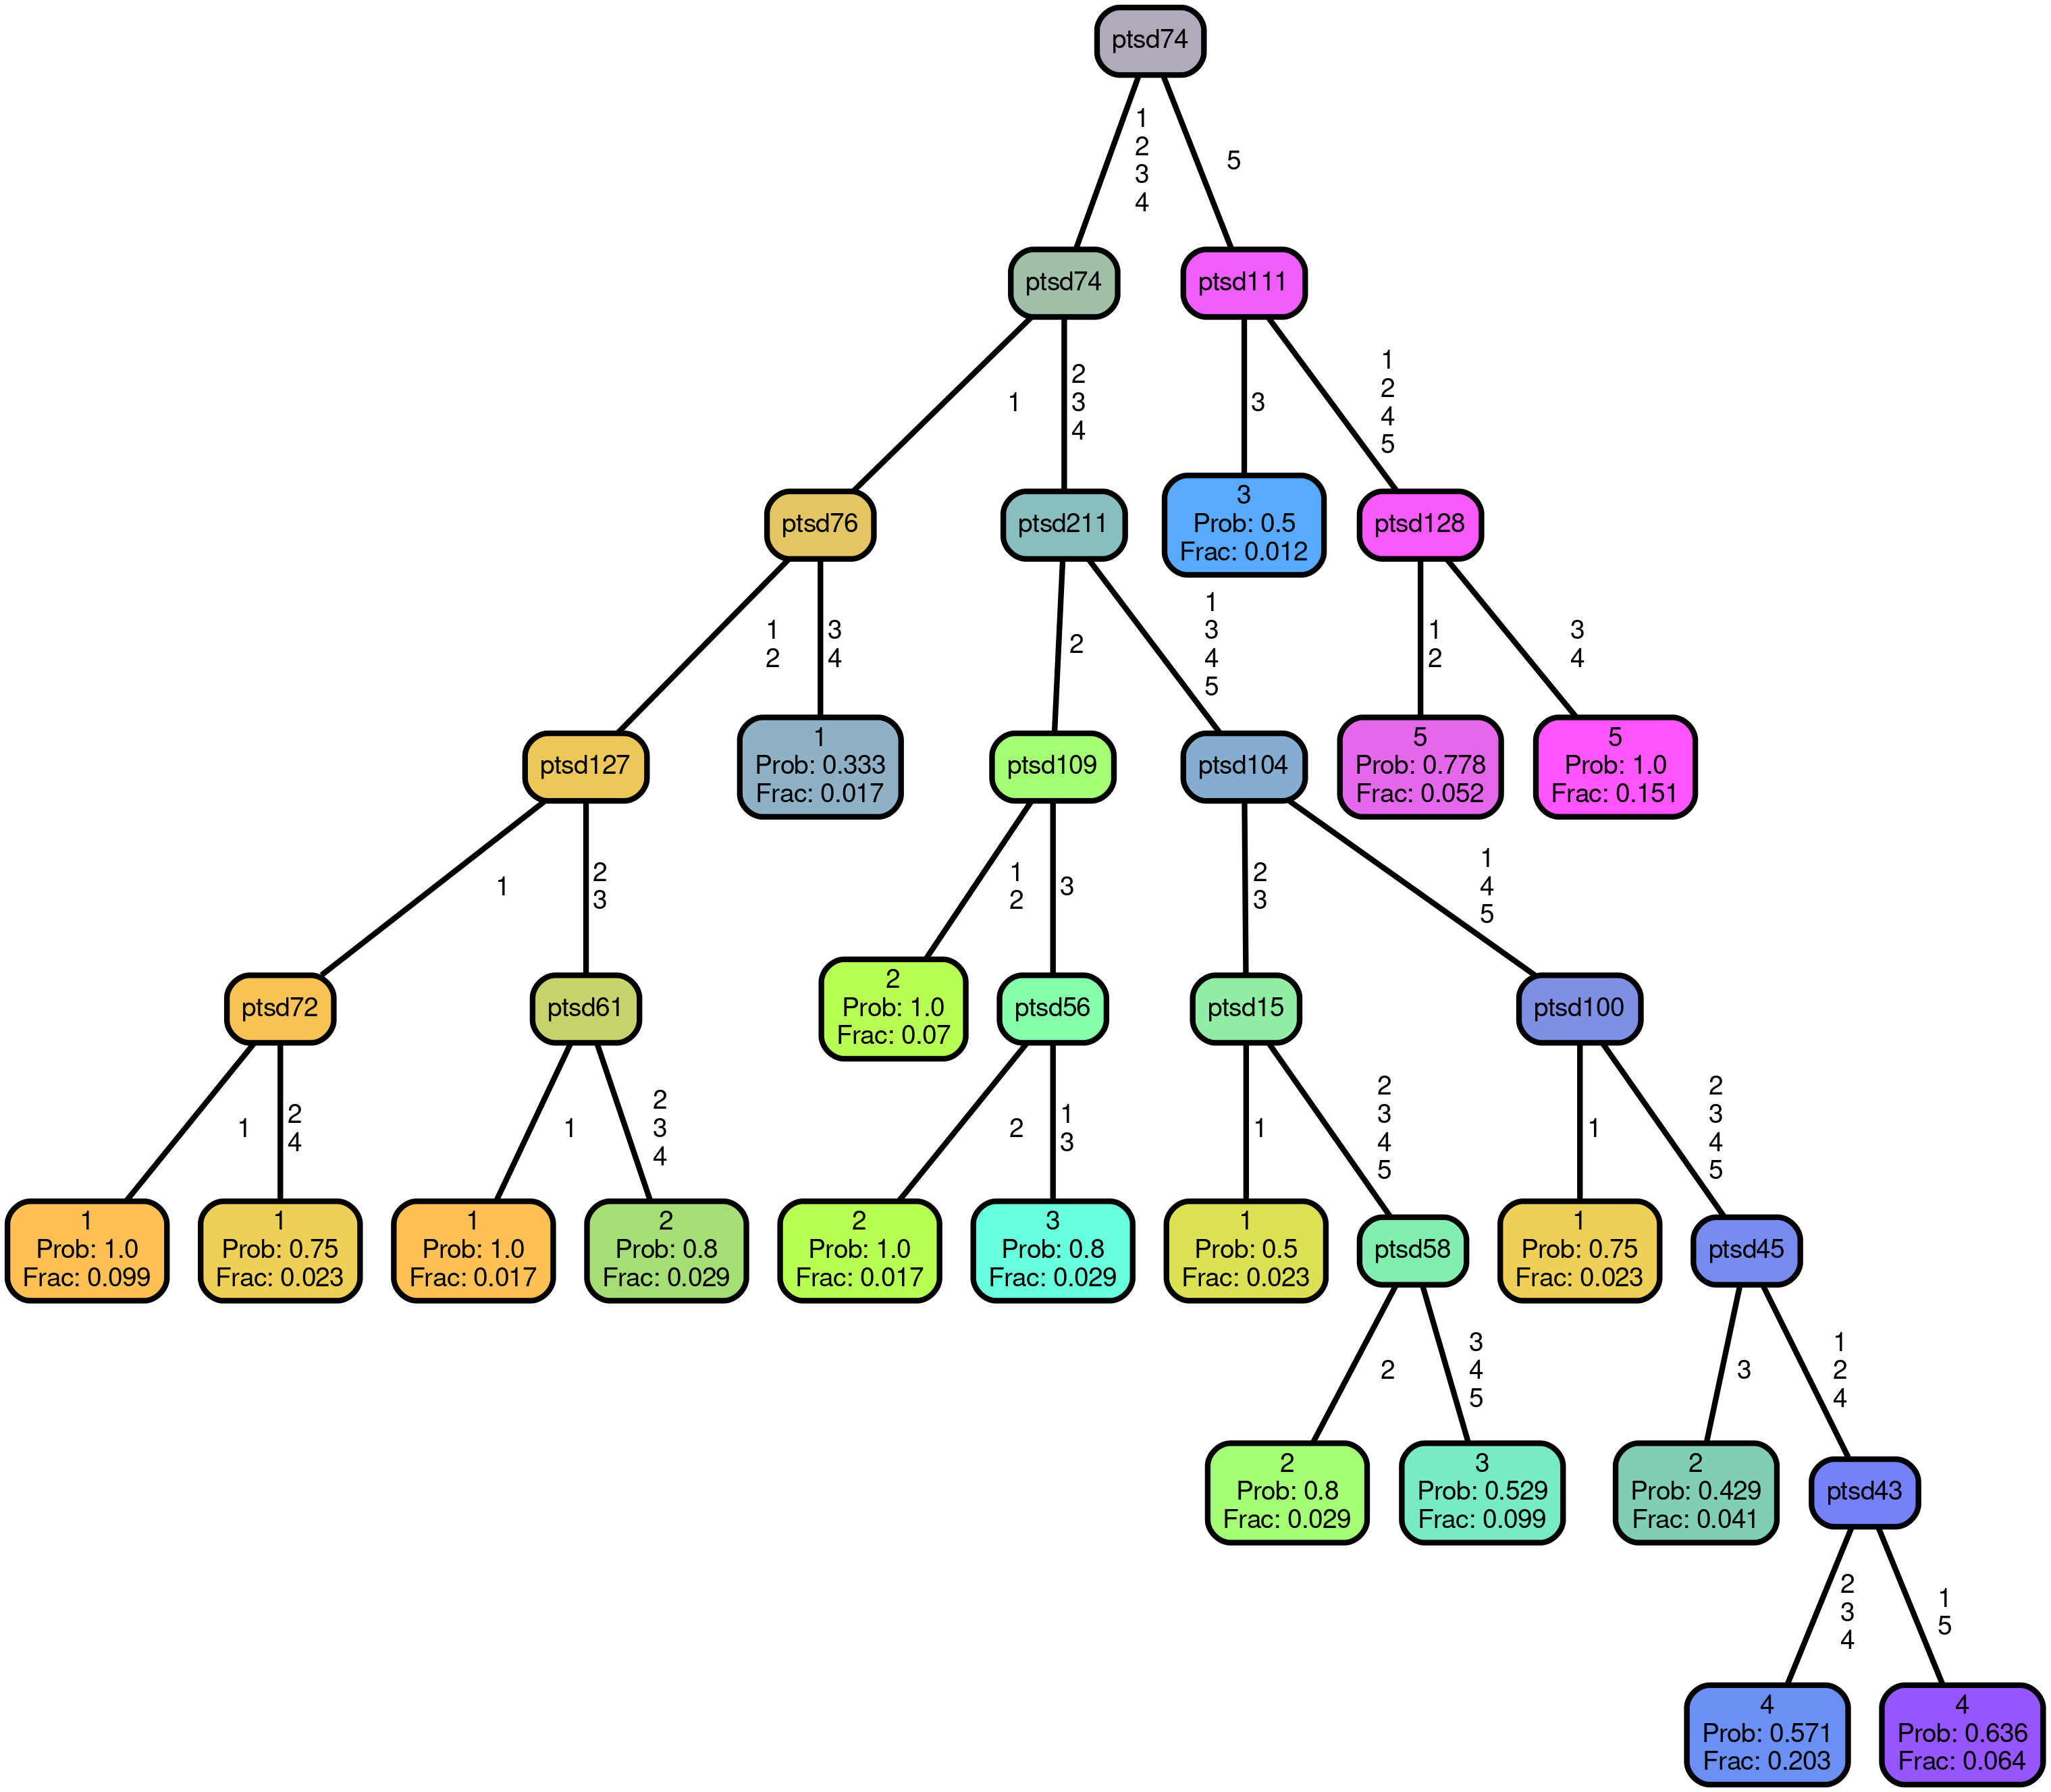 ptsd74
1
2
3
4
5
ptsd74
ptsd111
1
2
3
4
3
1
2
4
5
ptsd76
ptsd211
3
Prob: 0.5
Frac: 0.012
ptsd128
1
2
3
4
2
1
3
4
5
1
2
3
4
ptsd127
1
Prob: 0.333
Frac: 0.017
ptsd109
ptsd104
5
Prob: 0.778
Frac: 0.052
5
Prob: 1.0
Frac: 0.151
1
2
3
1
2
3
2
3
1
4
5
ptsd72
ptsd61
2
Prob: 1.0
Frac: 0.07
ptsd56
ptsd15
ptsd100
1
2
4
1
2
3
4
2
1
3
1
2
3
4
5
1
2
3
4
5
1
Prob: 1.0
Frac: 0.099
1
Prob: 0.75
Frac: 0.023
1
Prob: 1.0
Frac: 0.017
2
Prob: 0.8
Frac: 0.029
2
Prob: 1.0
Frac: 0.017
3
Prob: 0.8
Frac: 0.029
1
Prob: 0.5
Frac: 0.023
ptsd58
1
Prob: 0.75
Frac: 0.023
ptsd45
2
3
4
5
3
1
2
4
2
Prob: 0.8
Frac: 0.029
3
Prob: 0.529
Frac: 0.099
2
Prob: 0.429
Frac: 0.041
ptsd43
2
3
4
1
5
4
Prob: 0.571
Frac: 0.203
4
Prob: 0.636
Frac: 0.064